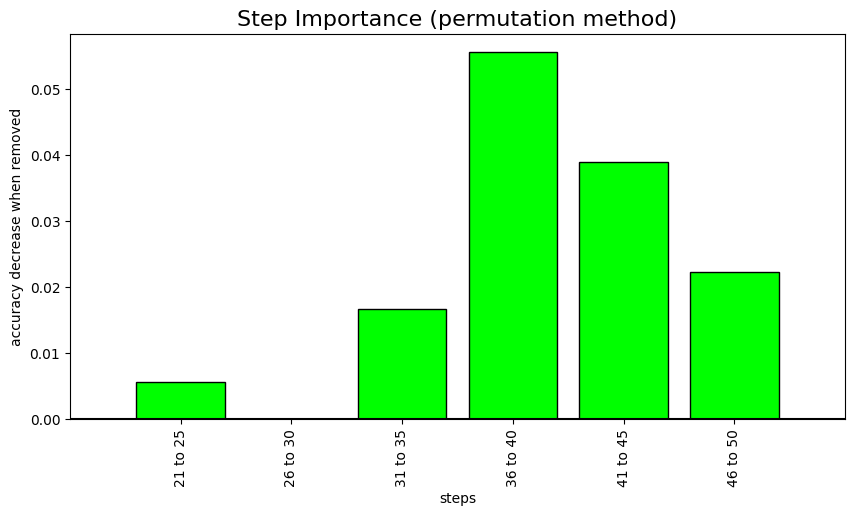 Step Importance (permutation method)
accuracy decrease when removed
0.05
0.04
0.03
0.02
0.01
0.00
21 to 25
26 to 30
31 to 35
36 to 40
41 to 45
46 to 50
steps